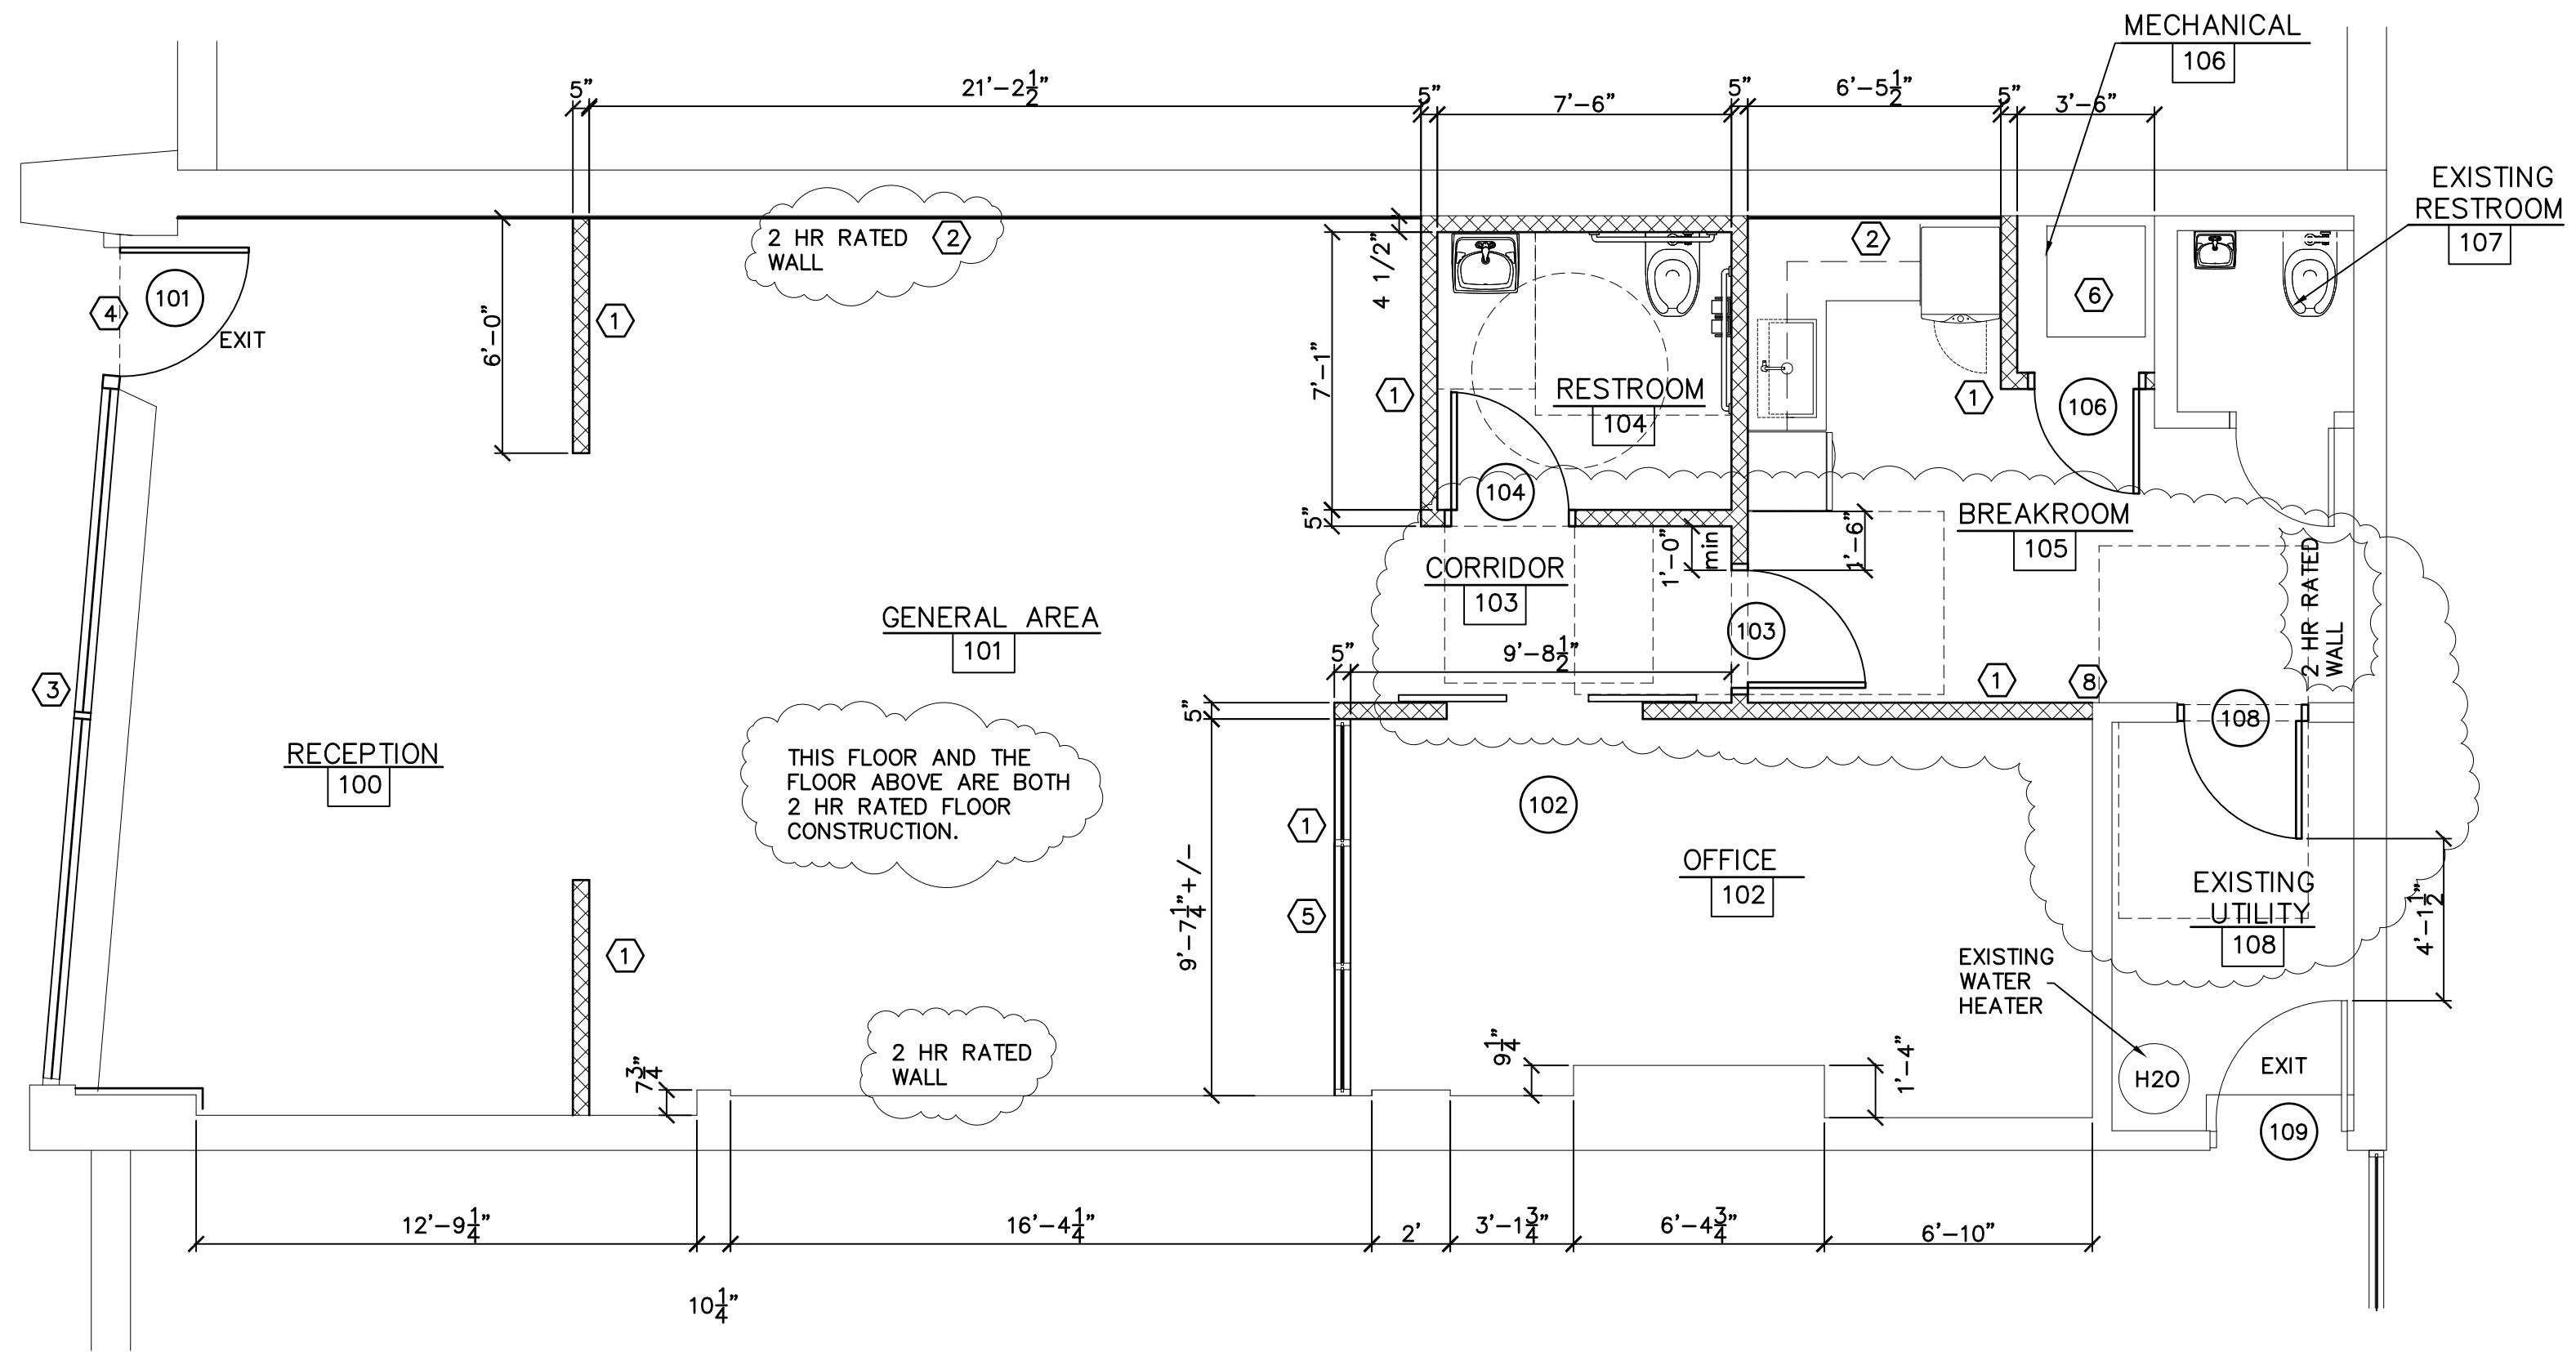 MECHANICAL
106
5" 21'-2 1/2" 5" 7'-6" 5" 6'-5 1/2" 5" 3'-6"
EXISTING
RESTROOM
107
2 HR RATED
WALL
2
2
101
4
EXIT
6'-0"
1
4 1/2"
7'-1"
1
5"
6
RESTROOM
104
1
106
104
BREAKROOM
105
1'-0"
min
1'-6"
CORRIDOR
103
2 HR RATED
WALL
GENERAL AREA
101
103
5" 9'-8 1/2"
3
1
8
5"
108
RECEPTION
100
THIS FLOOR AND THE
FLOOR ABOVE ARE BOTH
2 HR RATED FLOOR
CONSTRUCTION.
102
1
9'-7 1/4"+/-
5
OFFICE
102
EXISTING
UTILITY
108
4'-1 1/2"
1
EXISTING
WATER
HEATER
2 HR RATED
WALL
7 3/4"
9 1/4"
1'-4"
H2O
EXIT
109
12'-9 1/4" 16'-4 1/4" 2' 3'-1 3/4" 6'-4 3/4" 6'-10"
10 1/4"